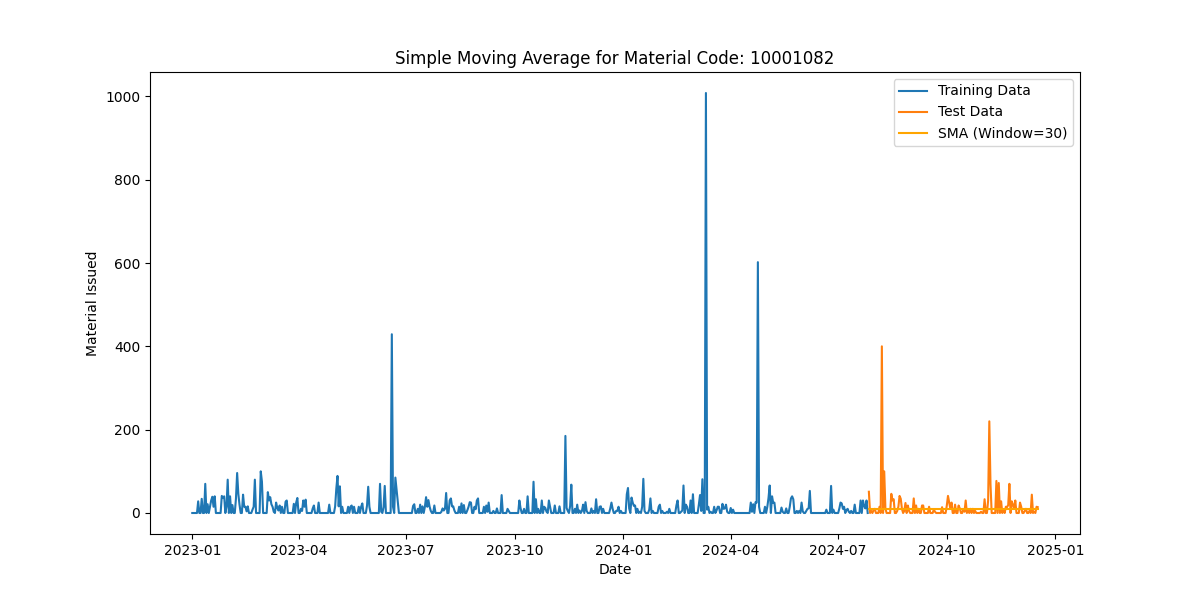 Simple Moving Average for Material Code: 10001082
Training Data
Test Data
SMA (Window=30)
Material Issued
1000
800
600
400
200
0
2023-01
2023-04
2023-07
2023-10
2024-01
2024-04
2024-07
2024-10
2025-01
Date